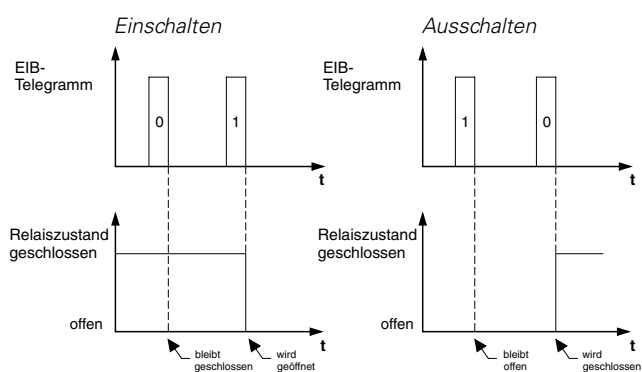 Einschalten
EIB-
Telegramm
0
1
t
Relaiszustand
geschlossen
offen
t
bleibt
geschlossen
wird
geöffnet
Ausschalten
EIB-
Telegramm
1
0
t
Relaiszustand
geschlossen
offen
t
bleibt
offen
wird
geschlossen